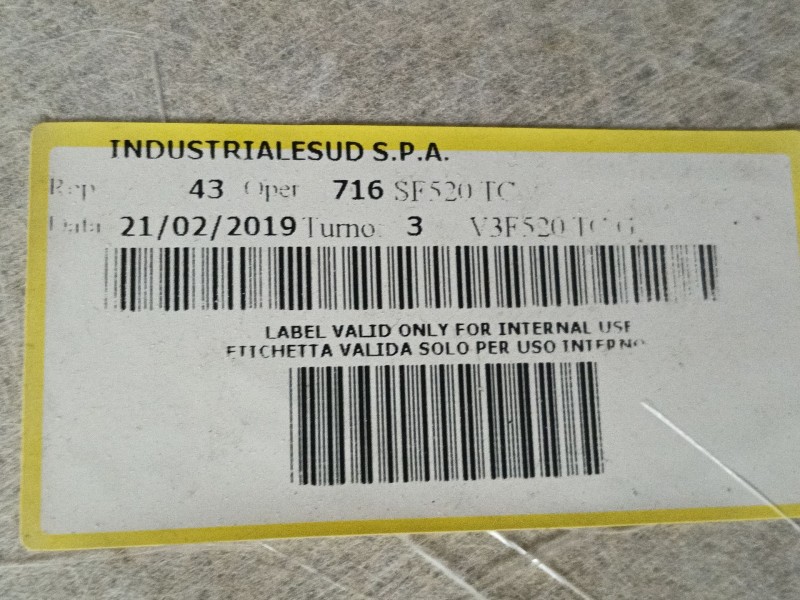 INDUSTRIALESUD S.P.A.
Rep 43 Oper 716 SF520 TC
Data 21/02/2019 Turno: 3 V3F520 TC G
LABEL VALID ONLY FOR INTERNAL USE
ETICHETTA VALIDA SOLO PER USO INTERNO